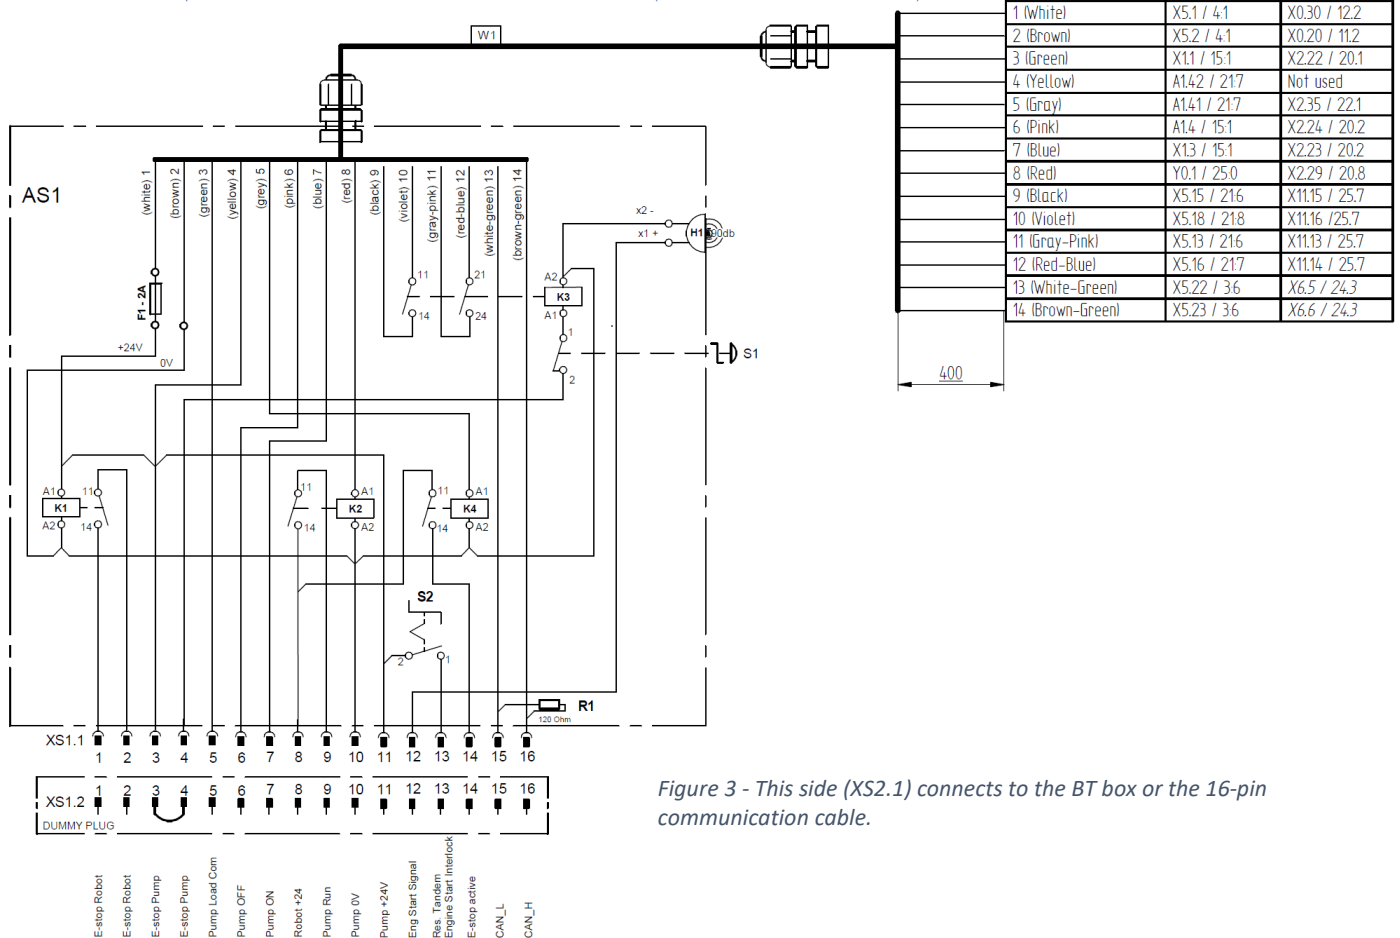 W1
1 (White) X5.1 / 4:1 X0.30 / 12.2
2 (Brown) X5.2 / 4:1 X0.20 / 11.2
3 (Green) X1.1 / 15:1 X2.22 / 20.1
4 (Yellow) A1.42 / 21:7 Not used
5 (Gray) A1.41 / 21:7 X2.35 / 22.1
6 (Pink) A1.4 / 15:1 X2.24 / 20.2
7 (Blue) X1.3 / 15:1 X2.23 / 20.2
8 (Red) Y0.1 / 25:0 X2.29 / 20.8
9 (Black) X5.15 / 21:6 X11.15 / 25.7
10 (Violet) X5.18 / 21:8 X11.16 /25.7
11 (Gray-Pink) X5.13 / 21:6 X11.13 / 25.7
12 (Red-Blue) X5.16 / 21:7 X11.14 / 25.7
13 (White-Green) X5.22 / 3:6 X6.5 / 24.3
14 (Brown-Green) X5.23 / 3:6 X6.6 / 24.3
400
AS1
(white) 1
(brown) 2
(green) 3
(yellow) 4
(grey) 5
(pink) 6
(blue) 7
(red) 8
(black) 9
(violet) 10
(gray-pink) 11
(red-blue) 12
(white-green) 13
(brown-green) 14
x2 -
x1 +
H1
90db
F1 - 2A
11
14
21
24
A2
K3
A1
1
2
S1
+24V
0V
A1
K1
A2
11
14
11
14
A1
K2
A2
11
14
A1
K4
A2
S2
2
1
R1
120 Ohm
XS1.1
1 2 3 4 5 6 7 8 9 10 11 12 13 14 15 16
XS1.2
1 2 3 4 5 6 7 8 9 10 11 12 13 14 15 16
DUMMY PLUG
E-stop Robot
E-stop Robot
E-stop Pump
E-stop Pump
Pump Load Com
Pump OFF
Pump ON
Robot +24
Pump Run
Pump 0V
Pump +24V
Eng Start Signal
Res. Tandem
Engine Start Interlock
E-stop active
CAN_L
CAN_H
Figure 3 - This side (XS2.1) connects to the BT box or the 16-pin
communication cable.